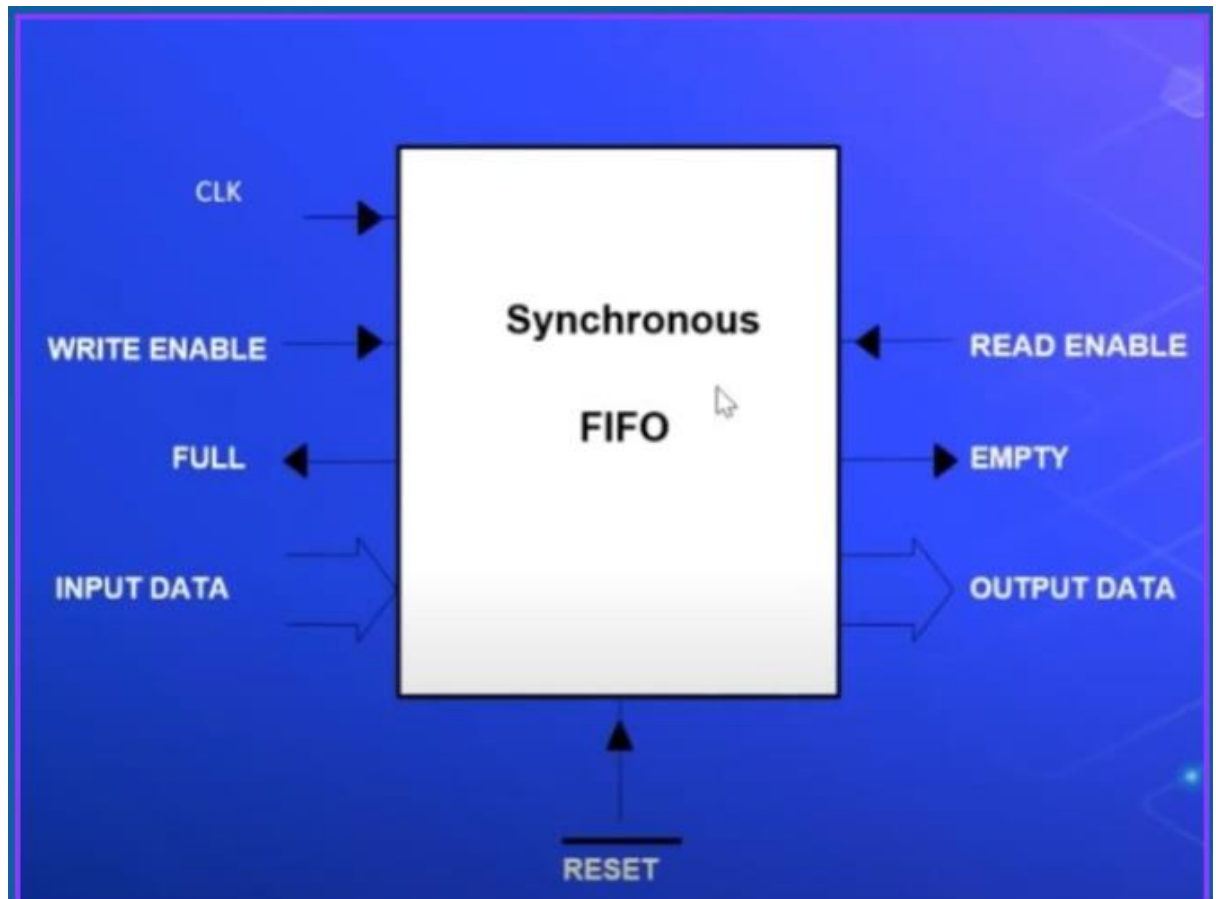 CLK
Synchronous
WRITE ENABLE
READ ENABLE
FIFO
FULL
EMPTY
INPUT DATA
OUTPUT DATA
RESET